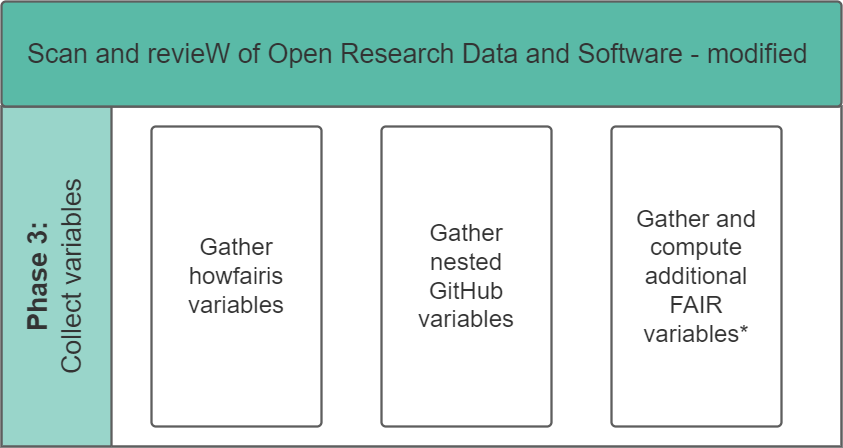 Scan and revieW of Open Research Data and Software - modified
Phase 3:
Collect variables
Gather
howfairis
variables
Gather
nested
GitHub
variables
Gather and
compute
additional
FAIR
variables*